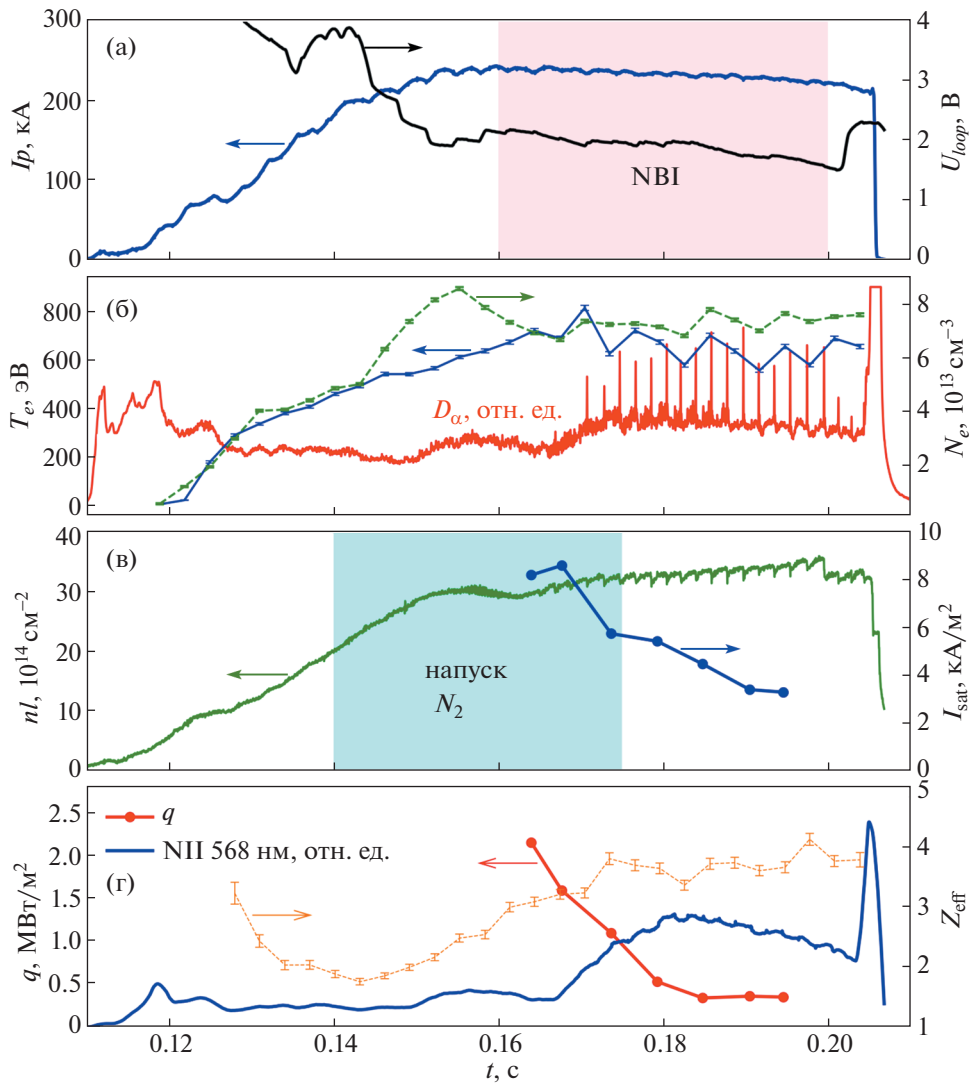 300
(а)
4
200
3
Ip, кА
2
Uloop, В
100
NBI
1
0
0
(б)
800
8
600
6
Te, эВ
400
Dα, отн. ед.
4
Ne, 10^13 см^−3
200
2
0
40
(в)
10
30
8
nl, 10^14 см^−2
6
Isat, кА/м^2
20
напуск
N2
4
10
2
0
0
5
2.5
q
NII 568 нм, отн. ед.
2.0
4
(г)
q, МВт/м^2
1.5
3
Zeff
1.0
0.5
2
0
1
0.12
0.14
0.16
0.18
0.20
t, с